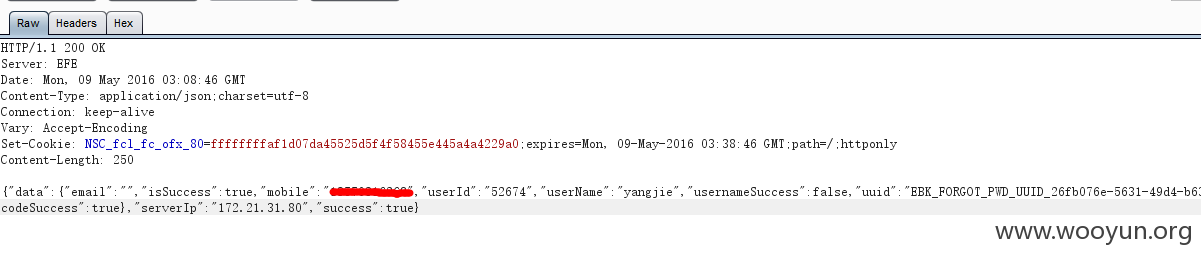 Raw
Headers
Hex
HTTP/1.1 200 OK
Server: EFE
Date: Mon, 09 May 2016 03:08:46 GMT
Content-Type: application/json;charset=utf-8
Connection: keep-alive
Vary: Accept-Encoding
Set-Cookie: NSC_fcl_fc_ofx_80=ffffffffaf1d07da45525d5f4f58455e445a4a4229a0;expires=Mon, 09-May-2016 03:38:46 GMT;path=/;httponly
Content-Length: 250
{"data":{"email":"","isSuccess":true,"mobile":"","userId":"52674","userName":"yangjie","usernameSuccess":false,"uuid":"EBK_FORGOT_PWD_UUID_26fb076e-5631-49d4-b63
codeSuccess":true},"serverIp":"172.21.31.80","success":true}
www.wooyun.org